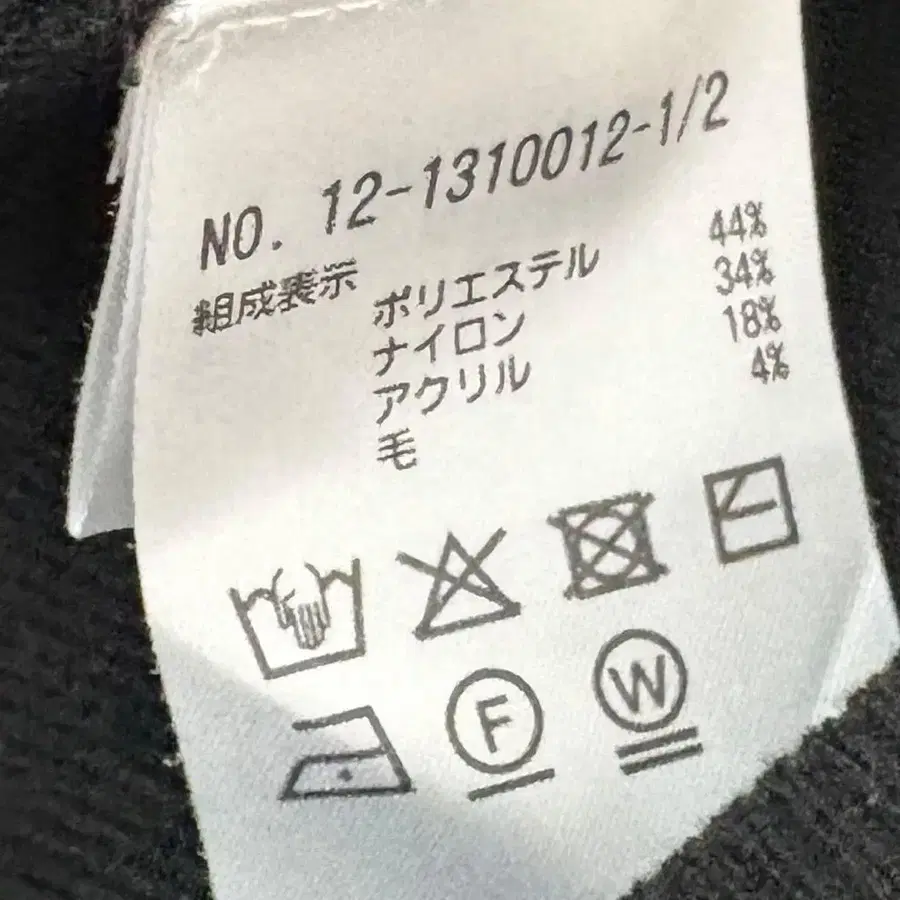 NO. 12-1310012-1/2
組成表示 ポリエステル 44%
ナイロン 34%
アクリル 18%
毛 4%
F W